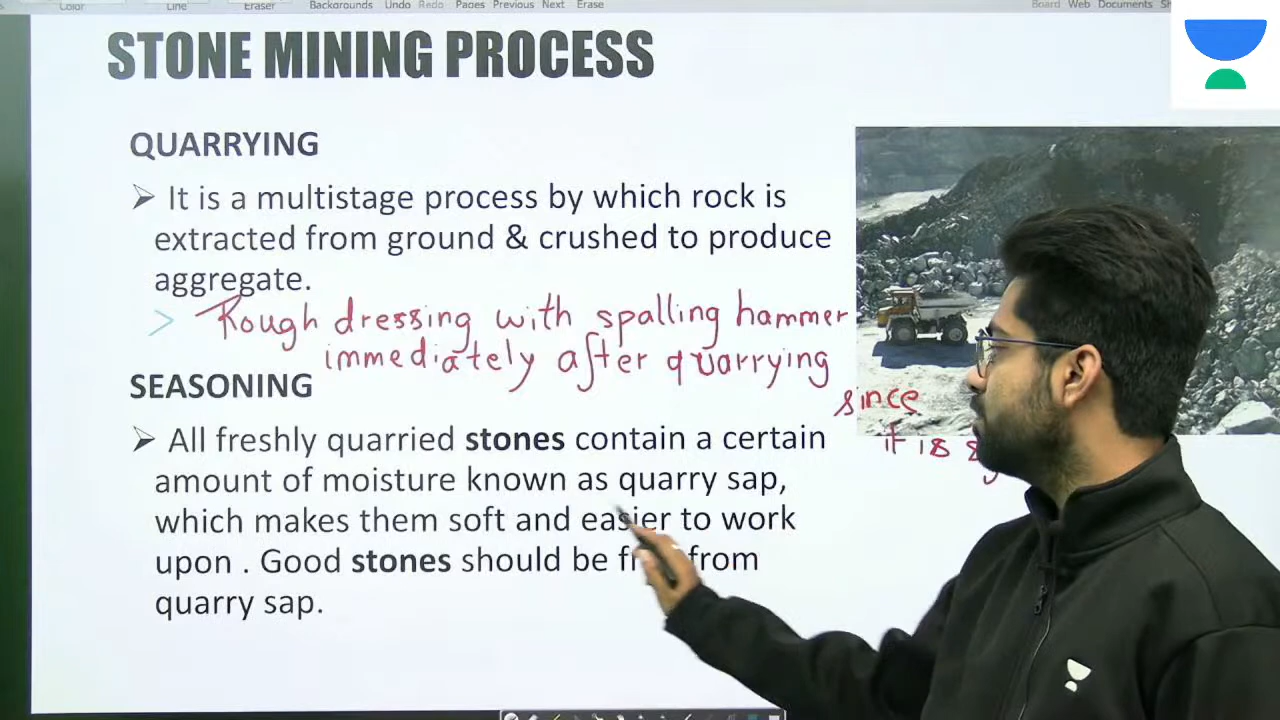 Color
Line
Eraser
Backgrounds
Undo Redo Pages Previous Next Erase
Board Web Documents
STONE MINING PROCESS
QUARRYING
➢ It is a multistage process by which rock is
extracted from ground & crushed to produce
aggregate.
> Rough dressing with spalling hammer
immediately after quarrying
since
it is
SEASONING
➢ All freshly quarried stones contain a certain
amount of moisture known as quarry sap,
which makes them soft and easier to work
upon . Good stones should be from
quarry sap.